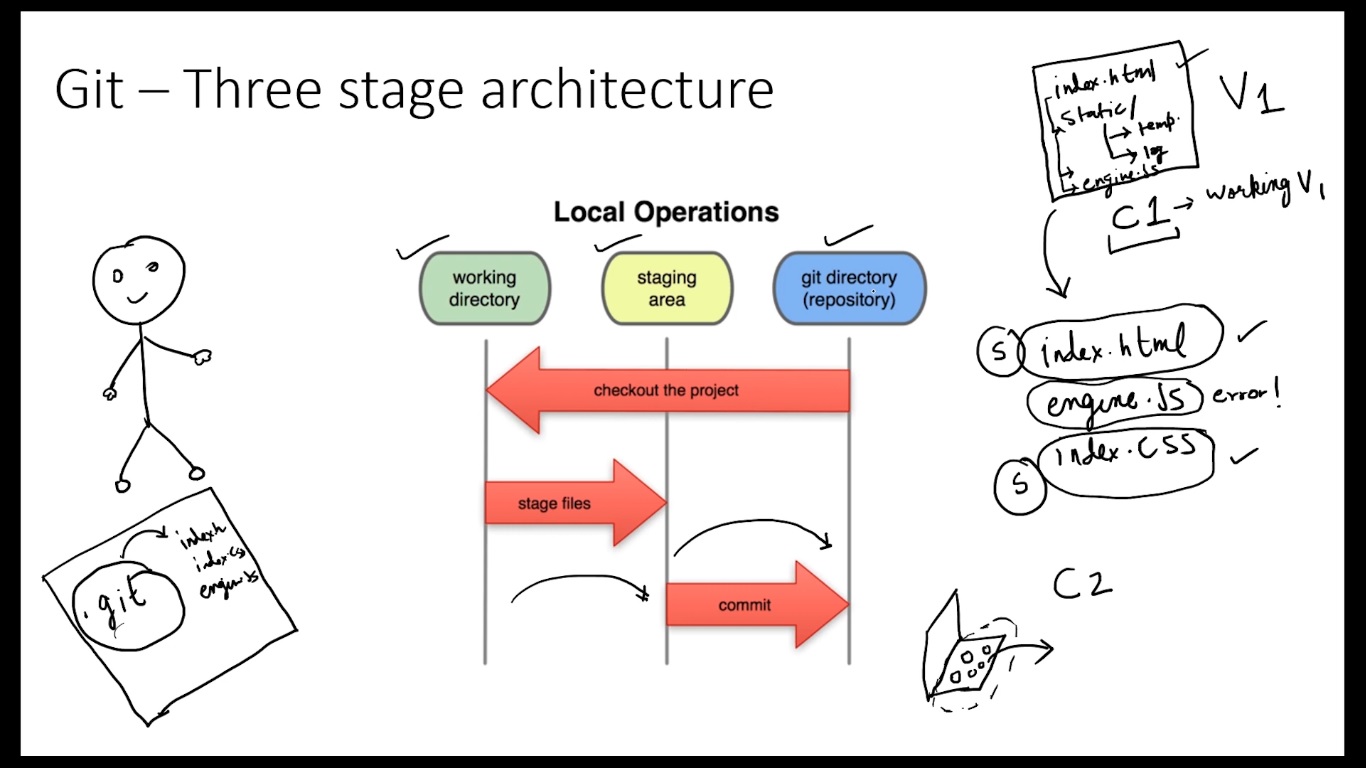 Git – Three stage architecture
Local Operations
working
directory
staging
area
git directory
(repository)
checkout the project
stage files
commit
index.html
static/
temp.
log
engine.js
V1
C1 → working V1
S
index.html
engine.JS error!
S
index.CSS
C2
.git
indexh
index.css
engine.js